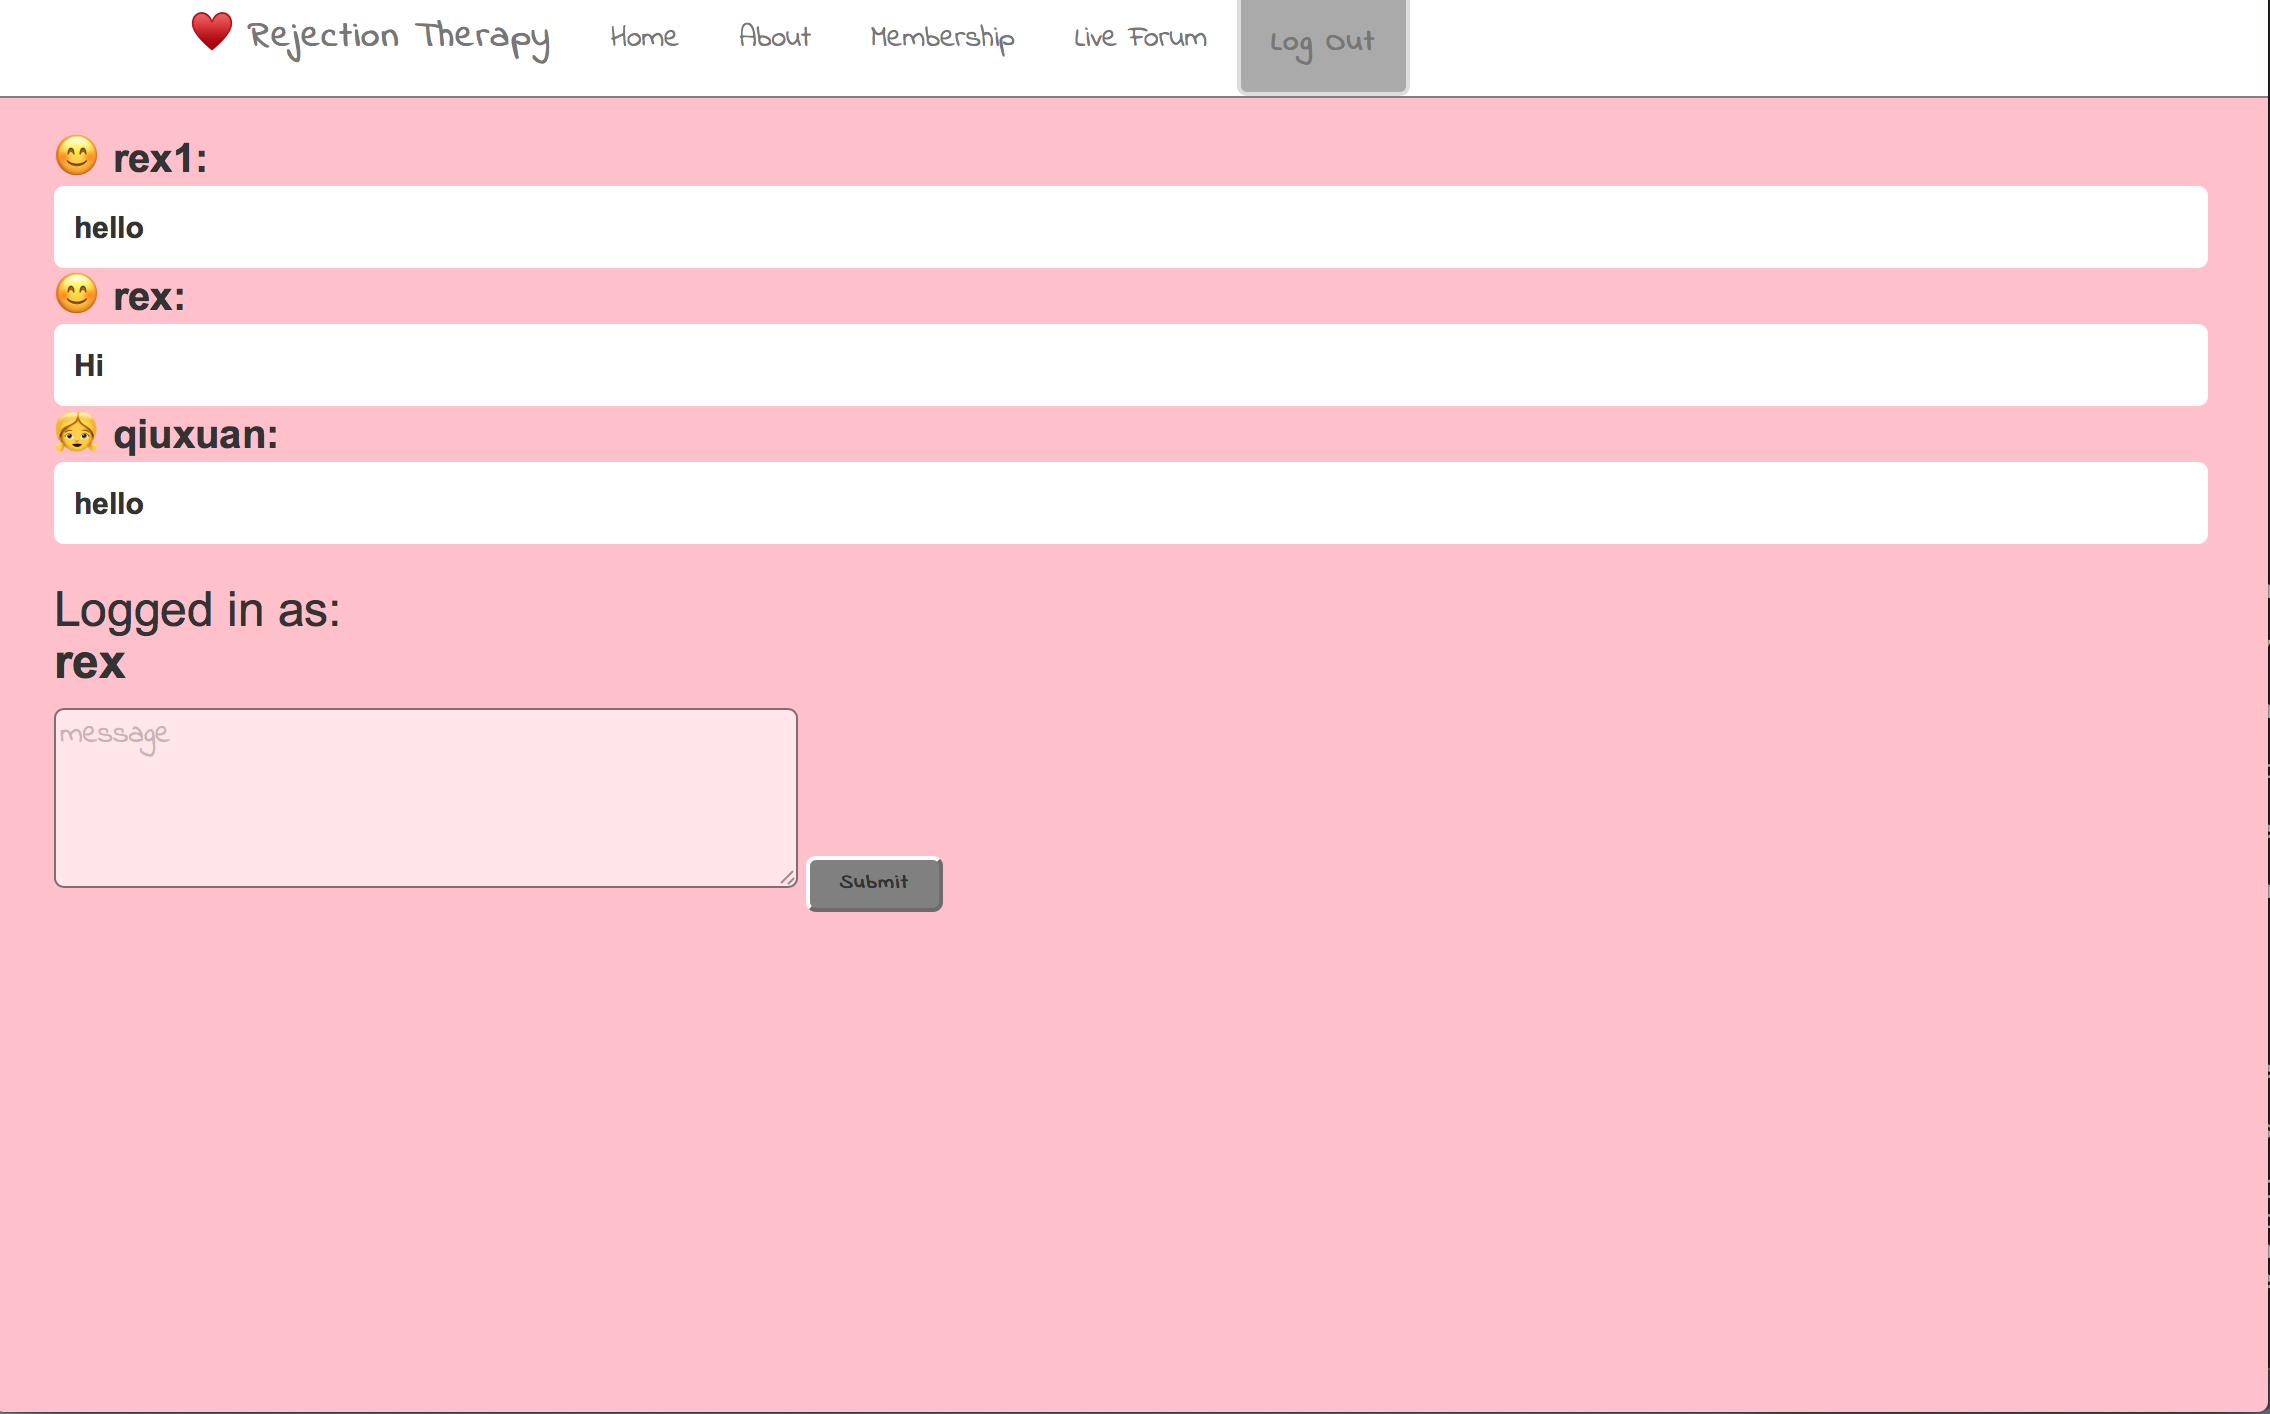 Rejection Therapy Home About Membership Live Forum Log Out
rex1:
hello
rex:
Hi
qiuxuan:
hello
Logged in as:
rex
message
Submit